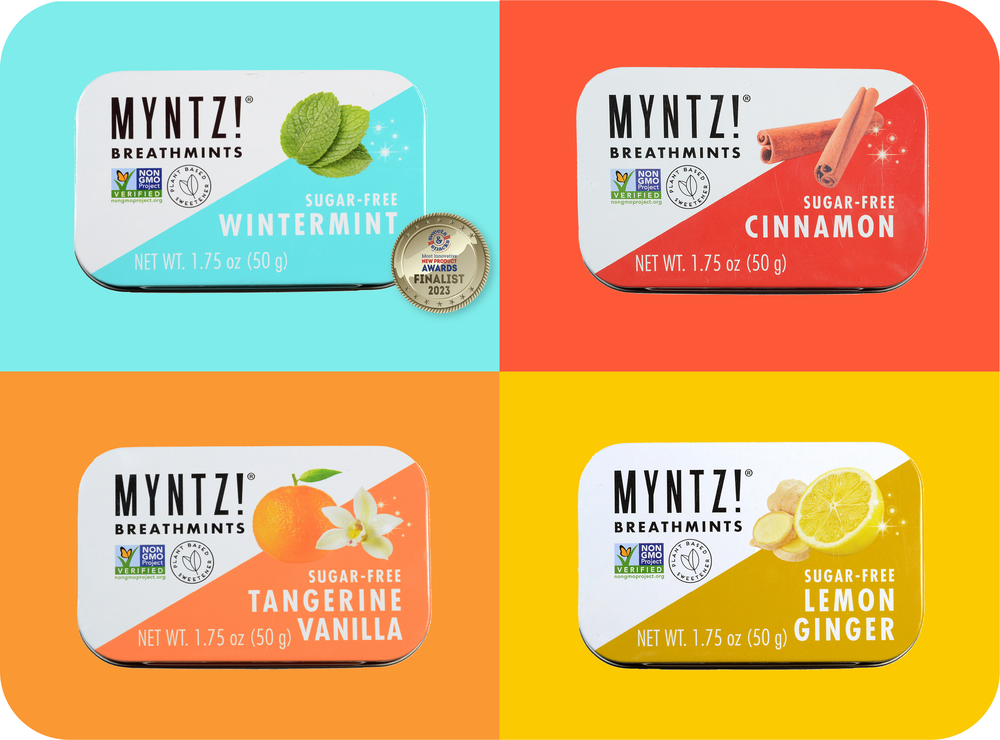 MYNTZ!®
BREATHMINTS
NON
GMO
Project
VERIFIED
nongmoproject.org
PLANT BASED
SWEETENER
SUGAR-FREE
WINTERMINT
NET WT. 1.75 oz (50 g)
sweets
&
snacks
Most Innovative
NEW PRODUCT
AWARDS
FINALIST
2023
MYNTZ!®
BREATHMINTS
NON
GMO
Project
VERIFIED
nongmoproject.org
PLANT BASED
SWEETENER
SUGAR-FREE
CINNAMON
NET WT. 1.75 oz (50 g)
MYNTZ!®
BREATHMINTS
NON
GMO
Project
VERIFIED
nongmoproject.org
PLANT BASED
SWEETENER
SUGAR-FREE
TANGERINE
VANILLA
NET WT. 1.75 oz (50 g)
MYNTZ!®
BREATHMINTS
NON
GMO
Project
VERIFIED
nongmoproject.org
PLANT BASED
SWEETENER
SUGAR-FREE
LEMON
GINGER
NET WT. 1.75 oz (50 g)